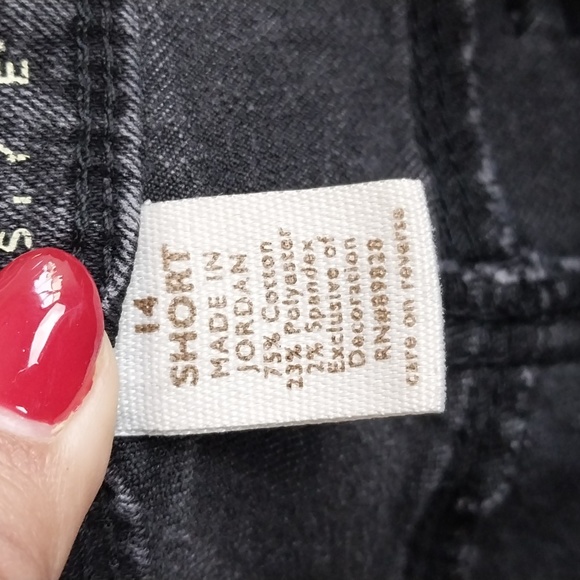 14
SHORT
MADE IN
JORDAN
75% Cotton
23% Polyester
2% Spandex
Exclusive of
Decoration
RN#89828
care on reverse